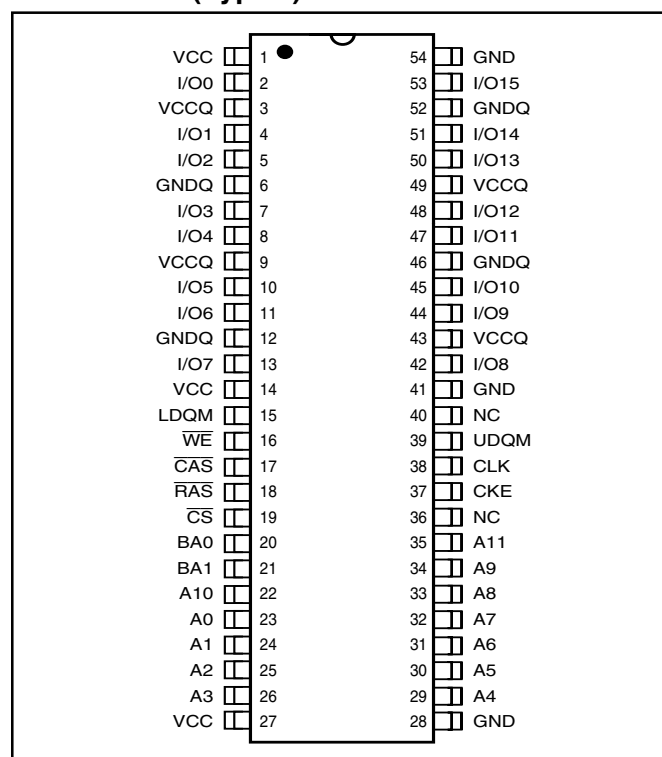 VCC 1 54 GND
I/O0 2 53 I/O15
VCCQ 3 52 GNDQ
I/O1 4 51 I/O14
I/O2 5 50 I/O13
GNDQ 6 49 VCCQ
I/O3 7 48 I/O12
I/O4 8 47 I/O11
VCCQ 9 46 GNDQ
I/O5 10 45 I/O10
I/O6 11 44 I/O9
GNDQ 12 43 VCCQ
I/O7 13 42 I/O8
VCC 14 41 GND
LDQM 15 40 NC
W̅E̅ 16 39 UDQM
C̅A̅S̅ 17 38 CLK
R̅A̅S̅ 18 37 CKE
C̅S̅ 19 36 NC
BA0 20 35 A11
BA1 21 34 A9
A10 22 33 A8
A0 23 32 A7
A1 24 31 A6
A2 25 30 A5
A3 26 29 A4
VCC 27 28 GND